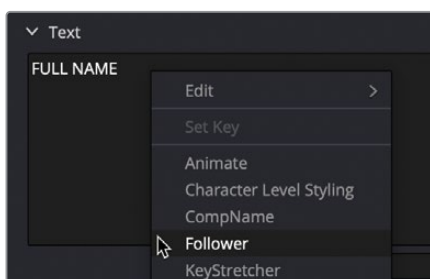 Text
FULL NAME
Edit
Set Key
Animate
Character Level Styling
CompName
Follower
KeyStretcher